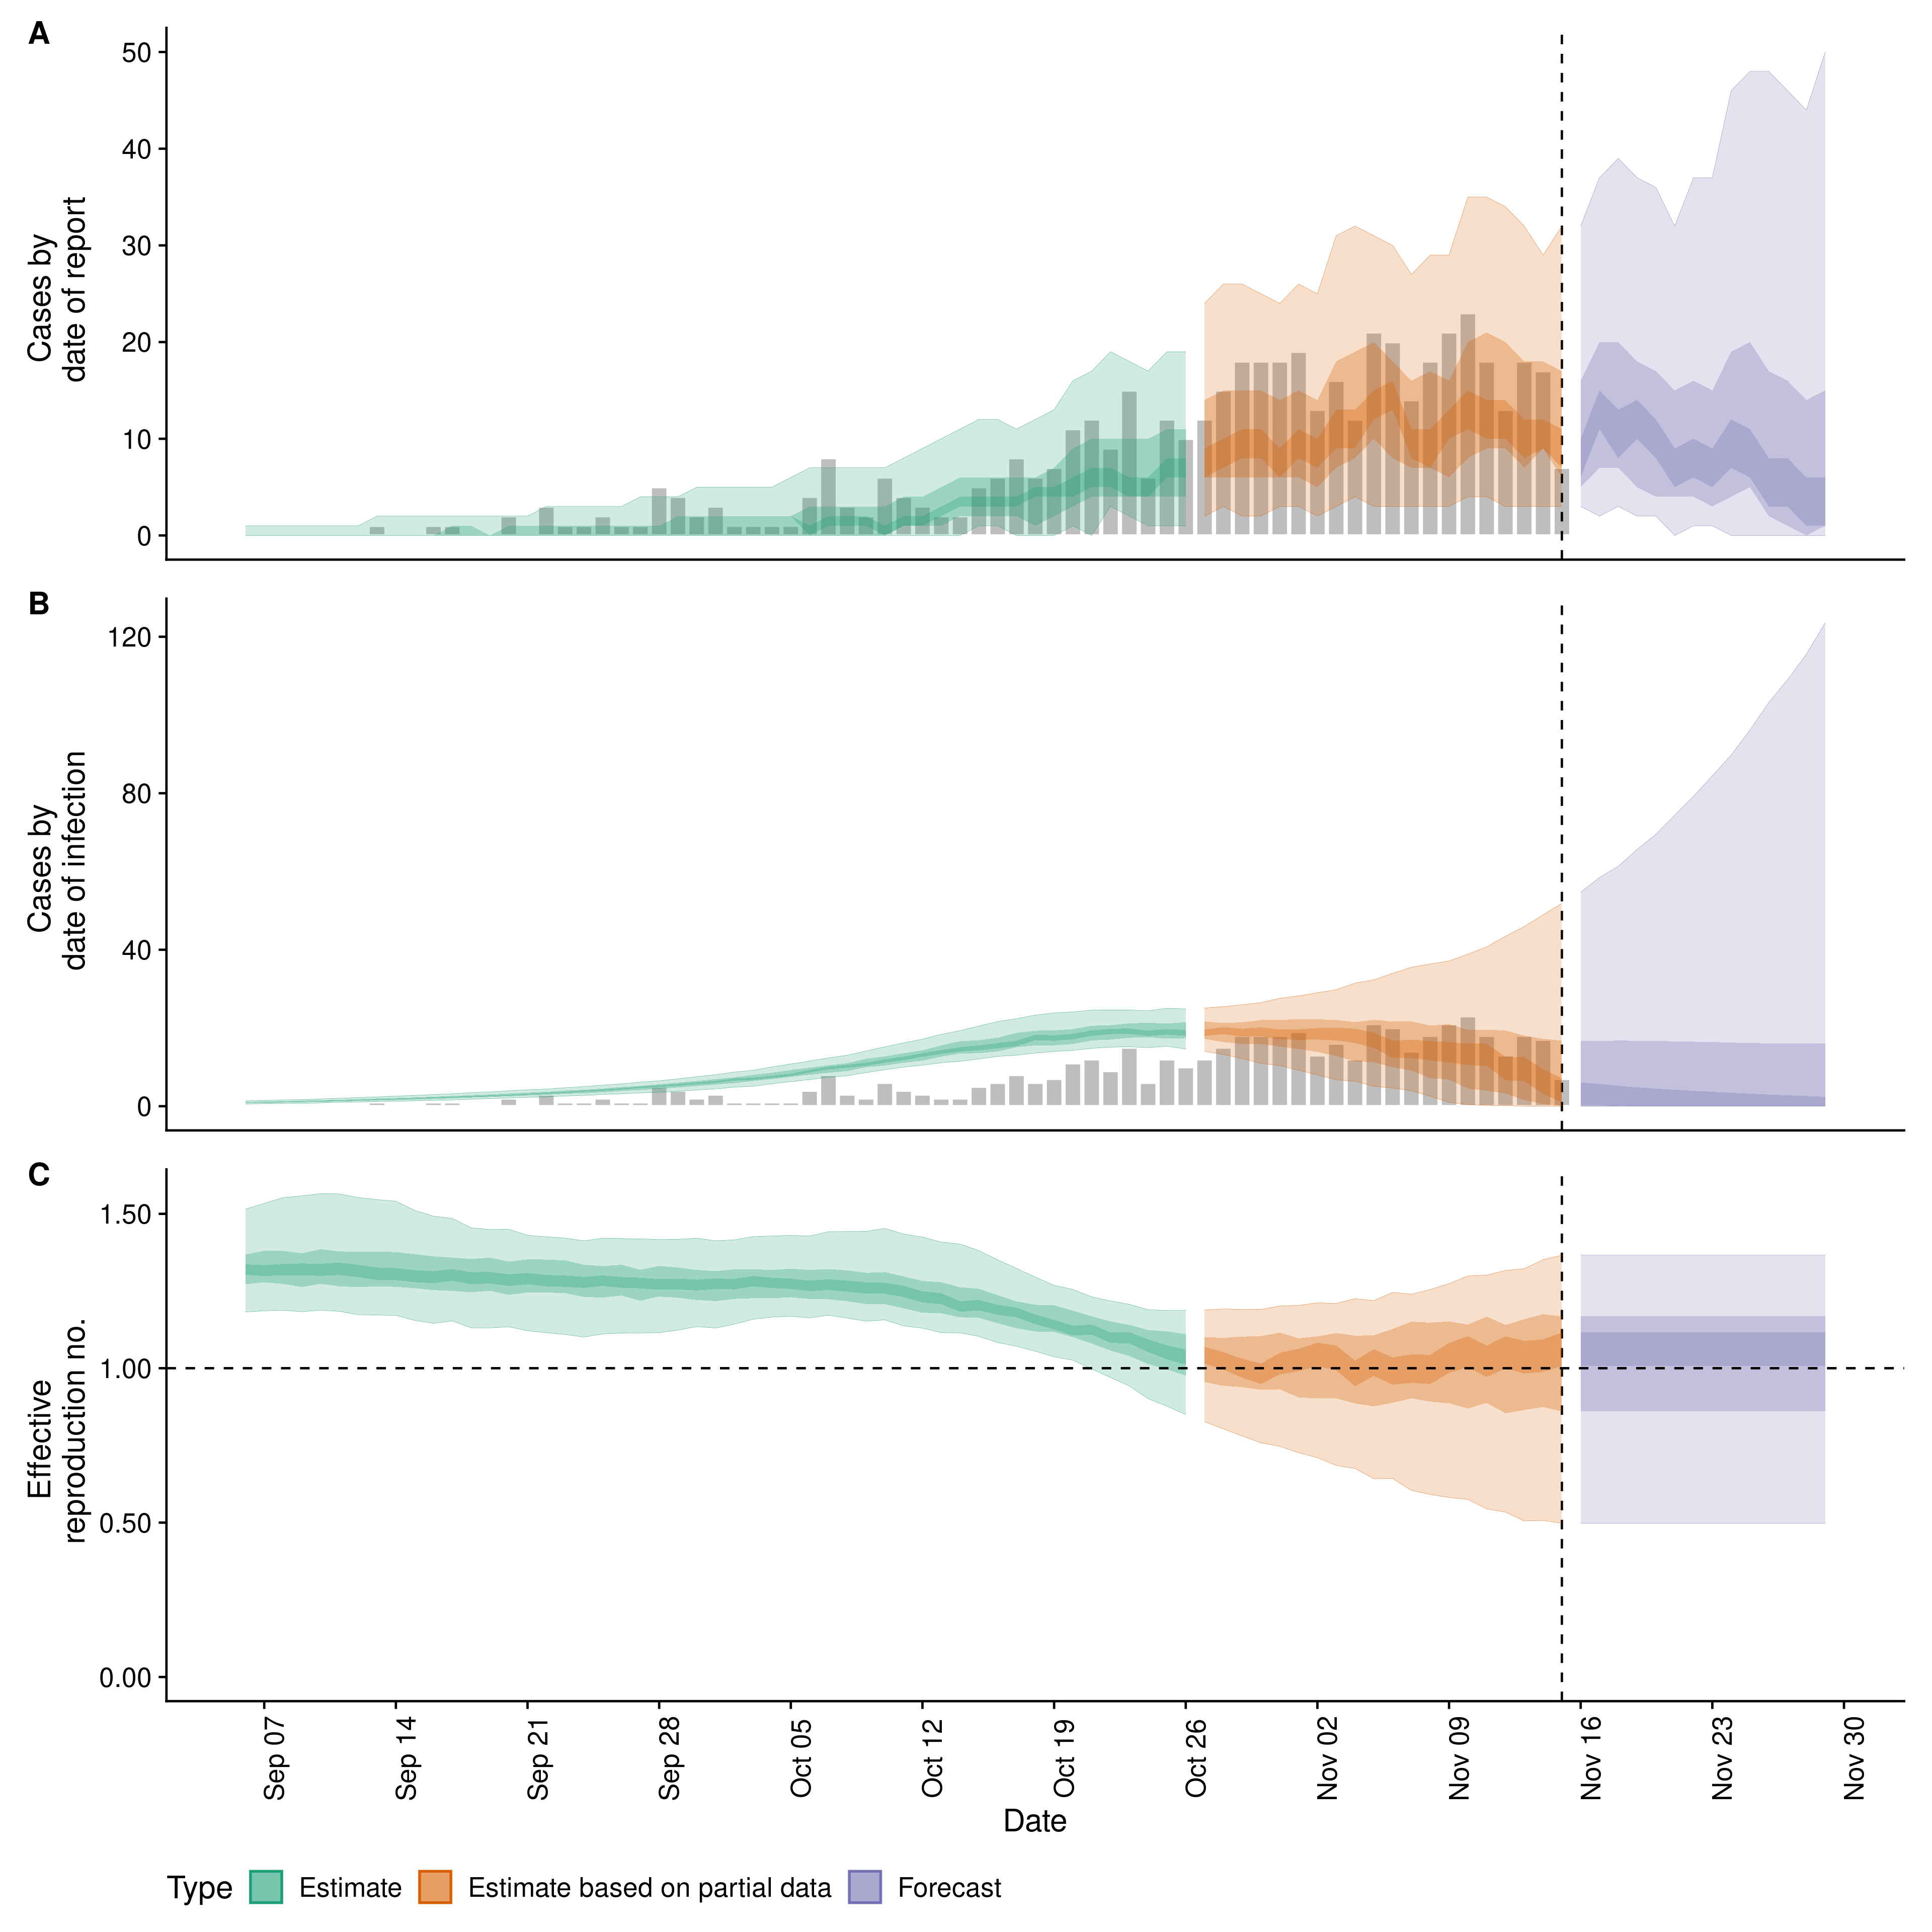 A
50
40
30
20
10
0
Cases by
date of report
B
120
80
40
0
Cases by
date of infection
C
1.50
1.00
0.50
0.00
Effective
reproduction no.
Sep 07
Sep 14
Sep 21
Sep 28
Oct 05
Oct 12
Oct 19
Oct 26
Nov 02
Nov 09
Nov 16
Nov 23
Nov 30
Date
Type Estimate Estimate based on partial data Forecast